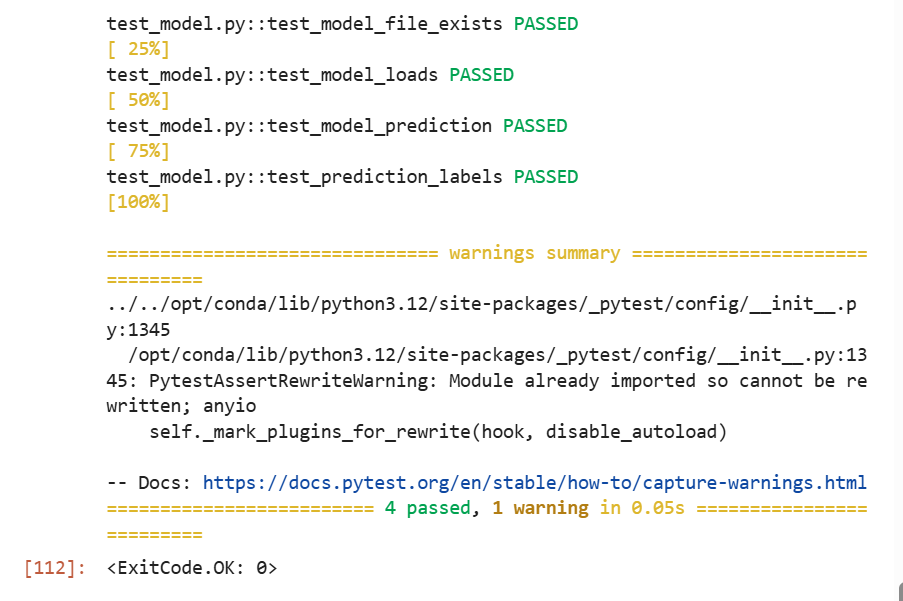 test_model.py::test_model_file_exists PASSED
[ 25%]
test_model.py::test_model_loads PASSED
[ 50%]
test_model.py::test_model_prediction PASSED
[ 75%]
test_model.py::test_prediction_labels PASSED
[100%]
=============================== warnings summary ======================
=========
../../opt/conda/lib/python3.12/site-packages/_pytest/config/__init__.p
y:1345
  /opt/conda/lib/python3.12/site-packages/_pytest/config/__init__.py:13
45: PytestAssertRewriteWarning: Module already imported so cannot be re
written; anyio
    self._mark_plugins_for_rewrite(hook, disable_autoload)
-- Docs: https://docs.pytest.org/en/stable/how-to/capture-warnings.html
========================= 4 passed, 1 warning in 0.05s ================
=========
[112]: <ExitCode.OK: 0>